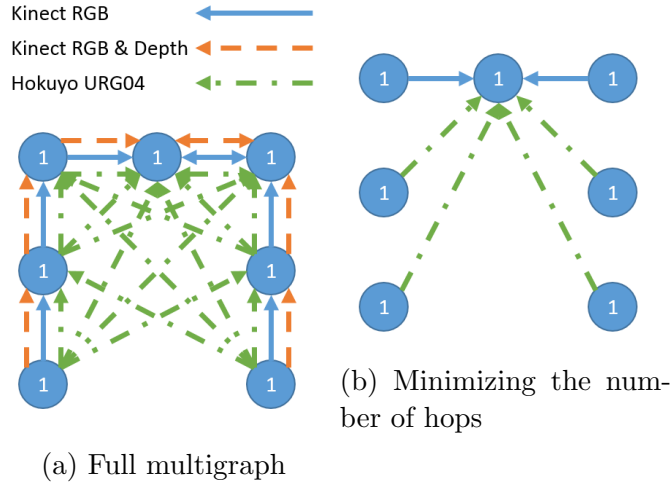 Kinect RGB
Kinect RGB & Depth
Hokuyo URG04
1 1 1
1 1
1 1
(a) Full multigraph
1 1 1
1 1
1 1
(b) Minimizing the num-
ber of hops